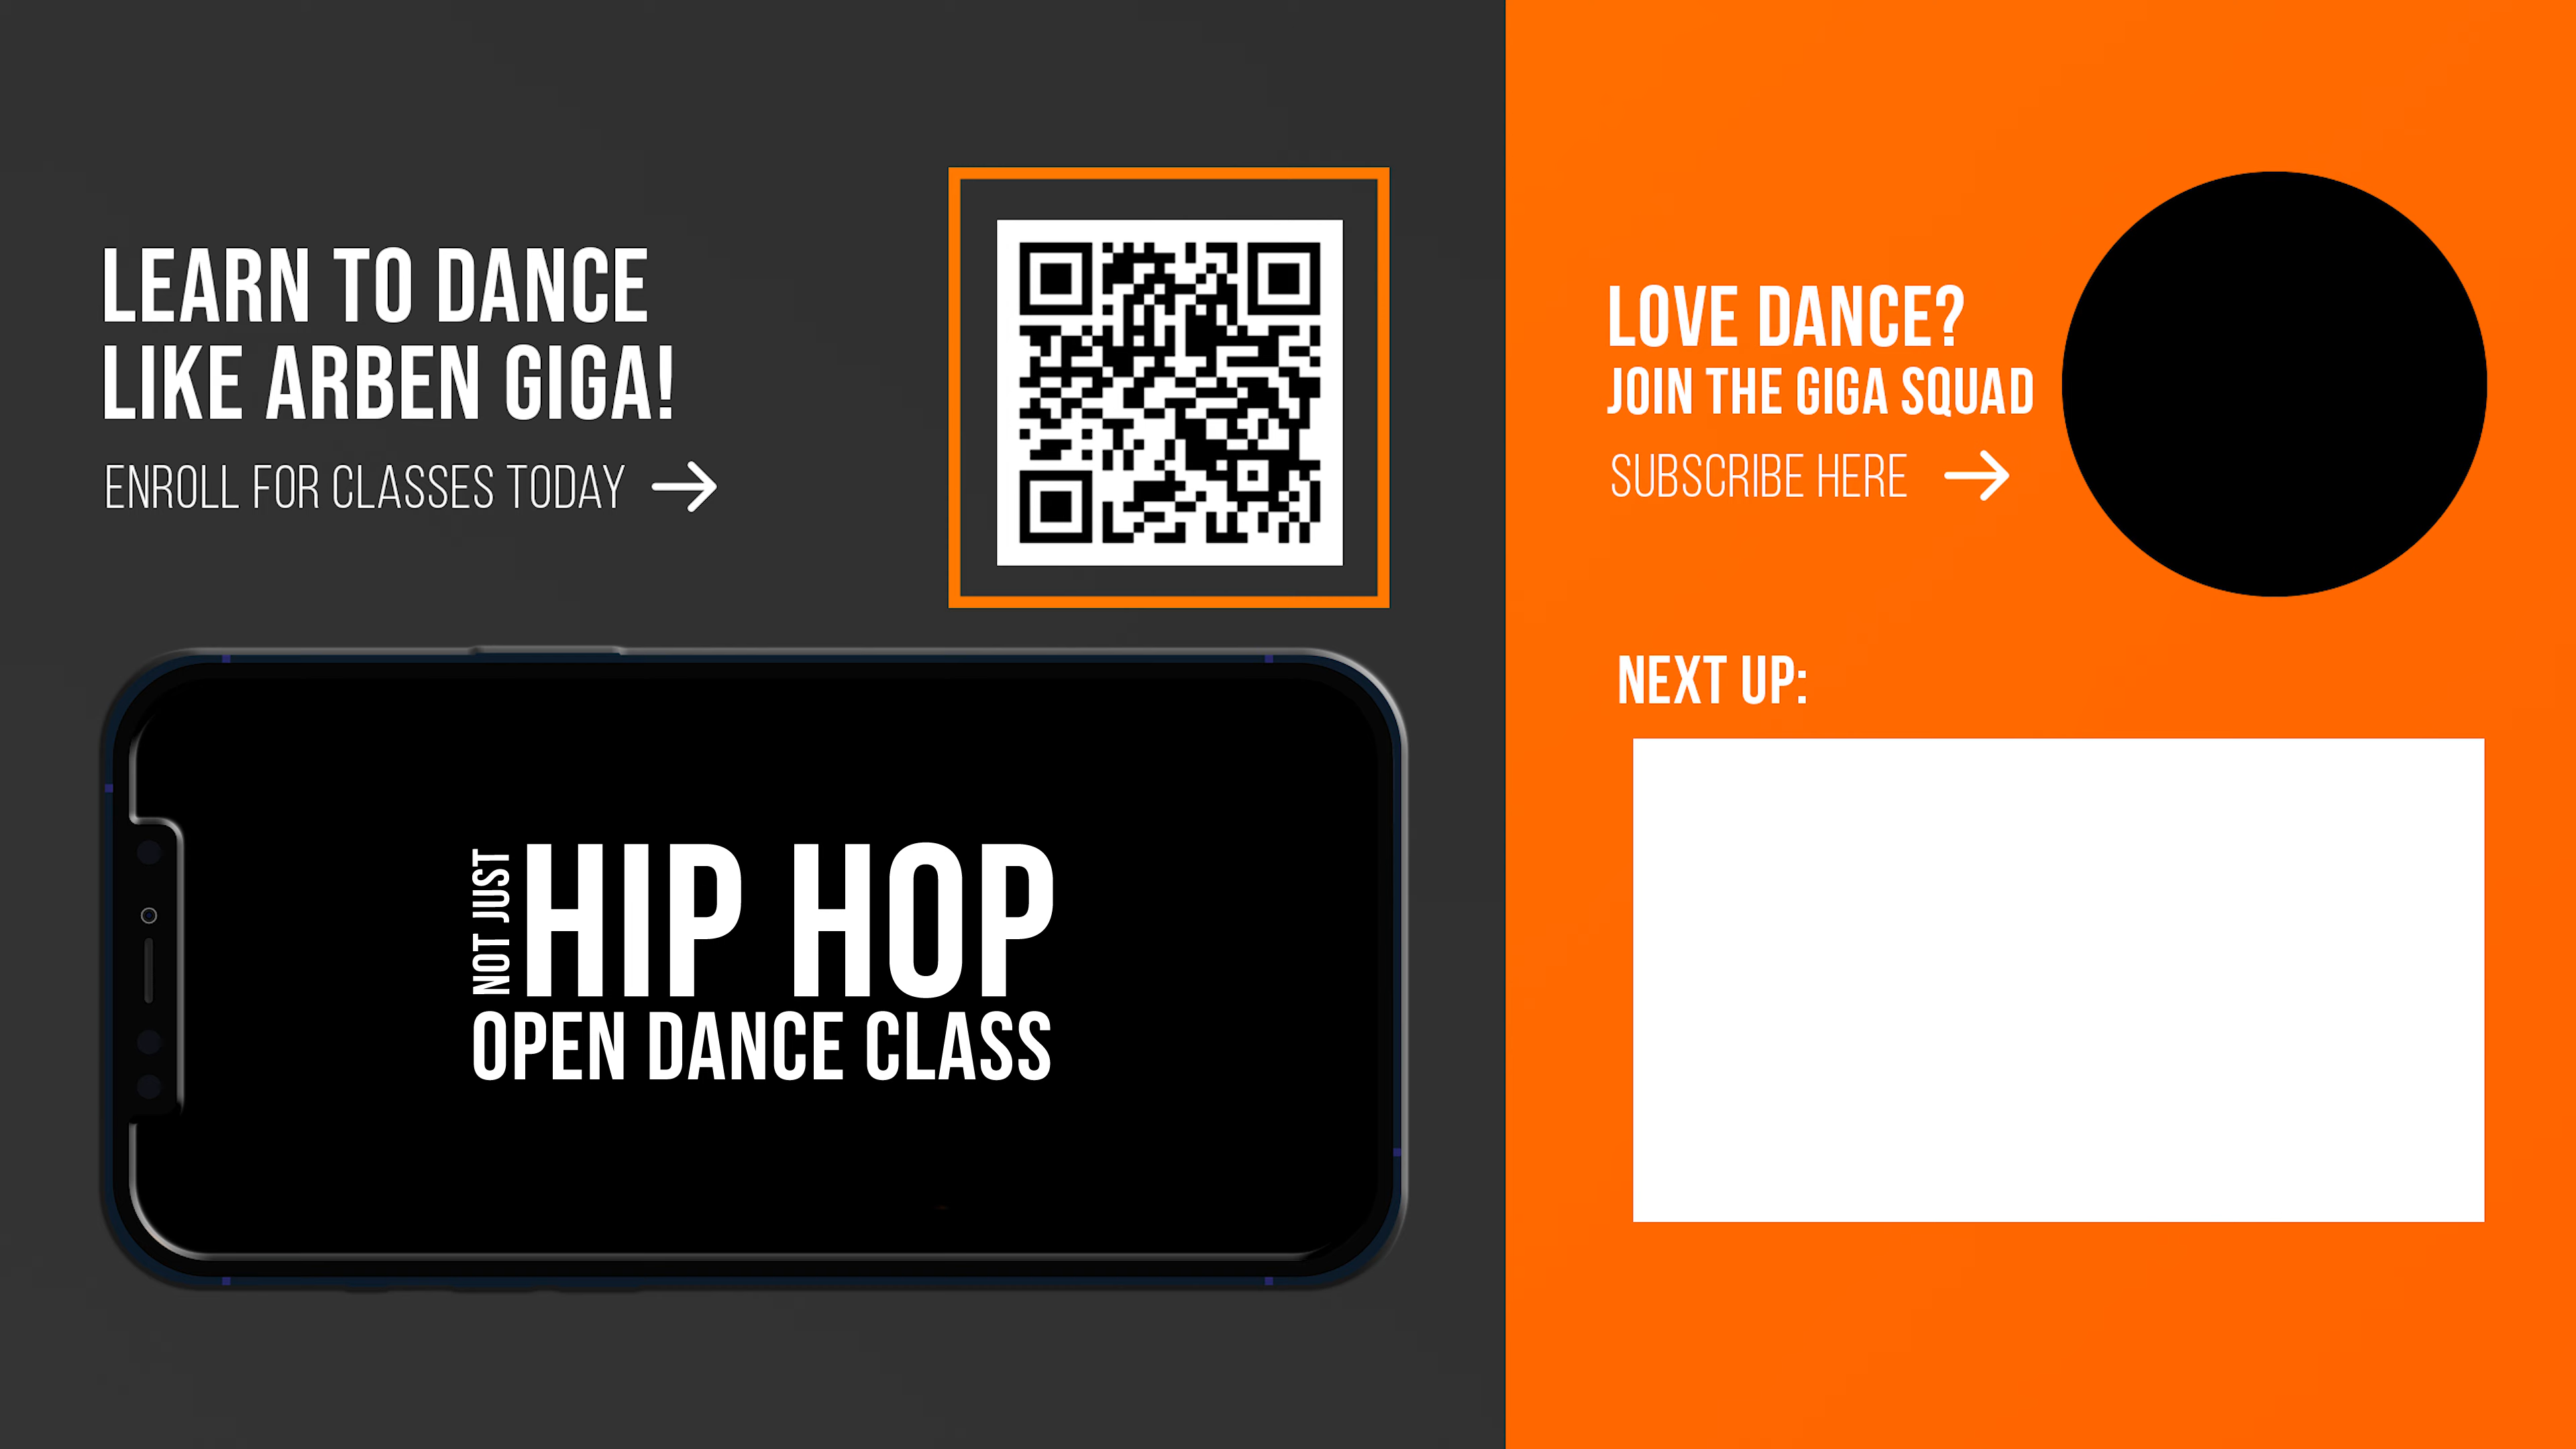 LEARN TO DANCE
LIKE ARBEN GIGA!
ENROLL FOR CLASSES TODAY
NOT JUST
HIP HOP
OPEN DANCE CLASS
LOVE DANCE?
JOIN THE GIGA SQUAD
SUBSCRIBE HERE
NEXT UP: